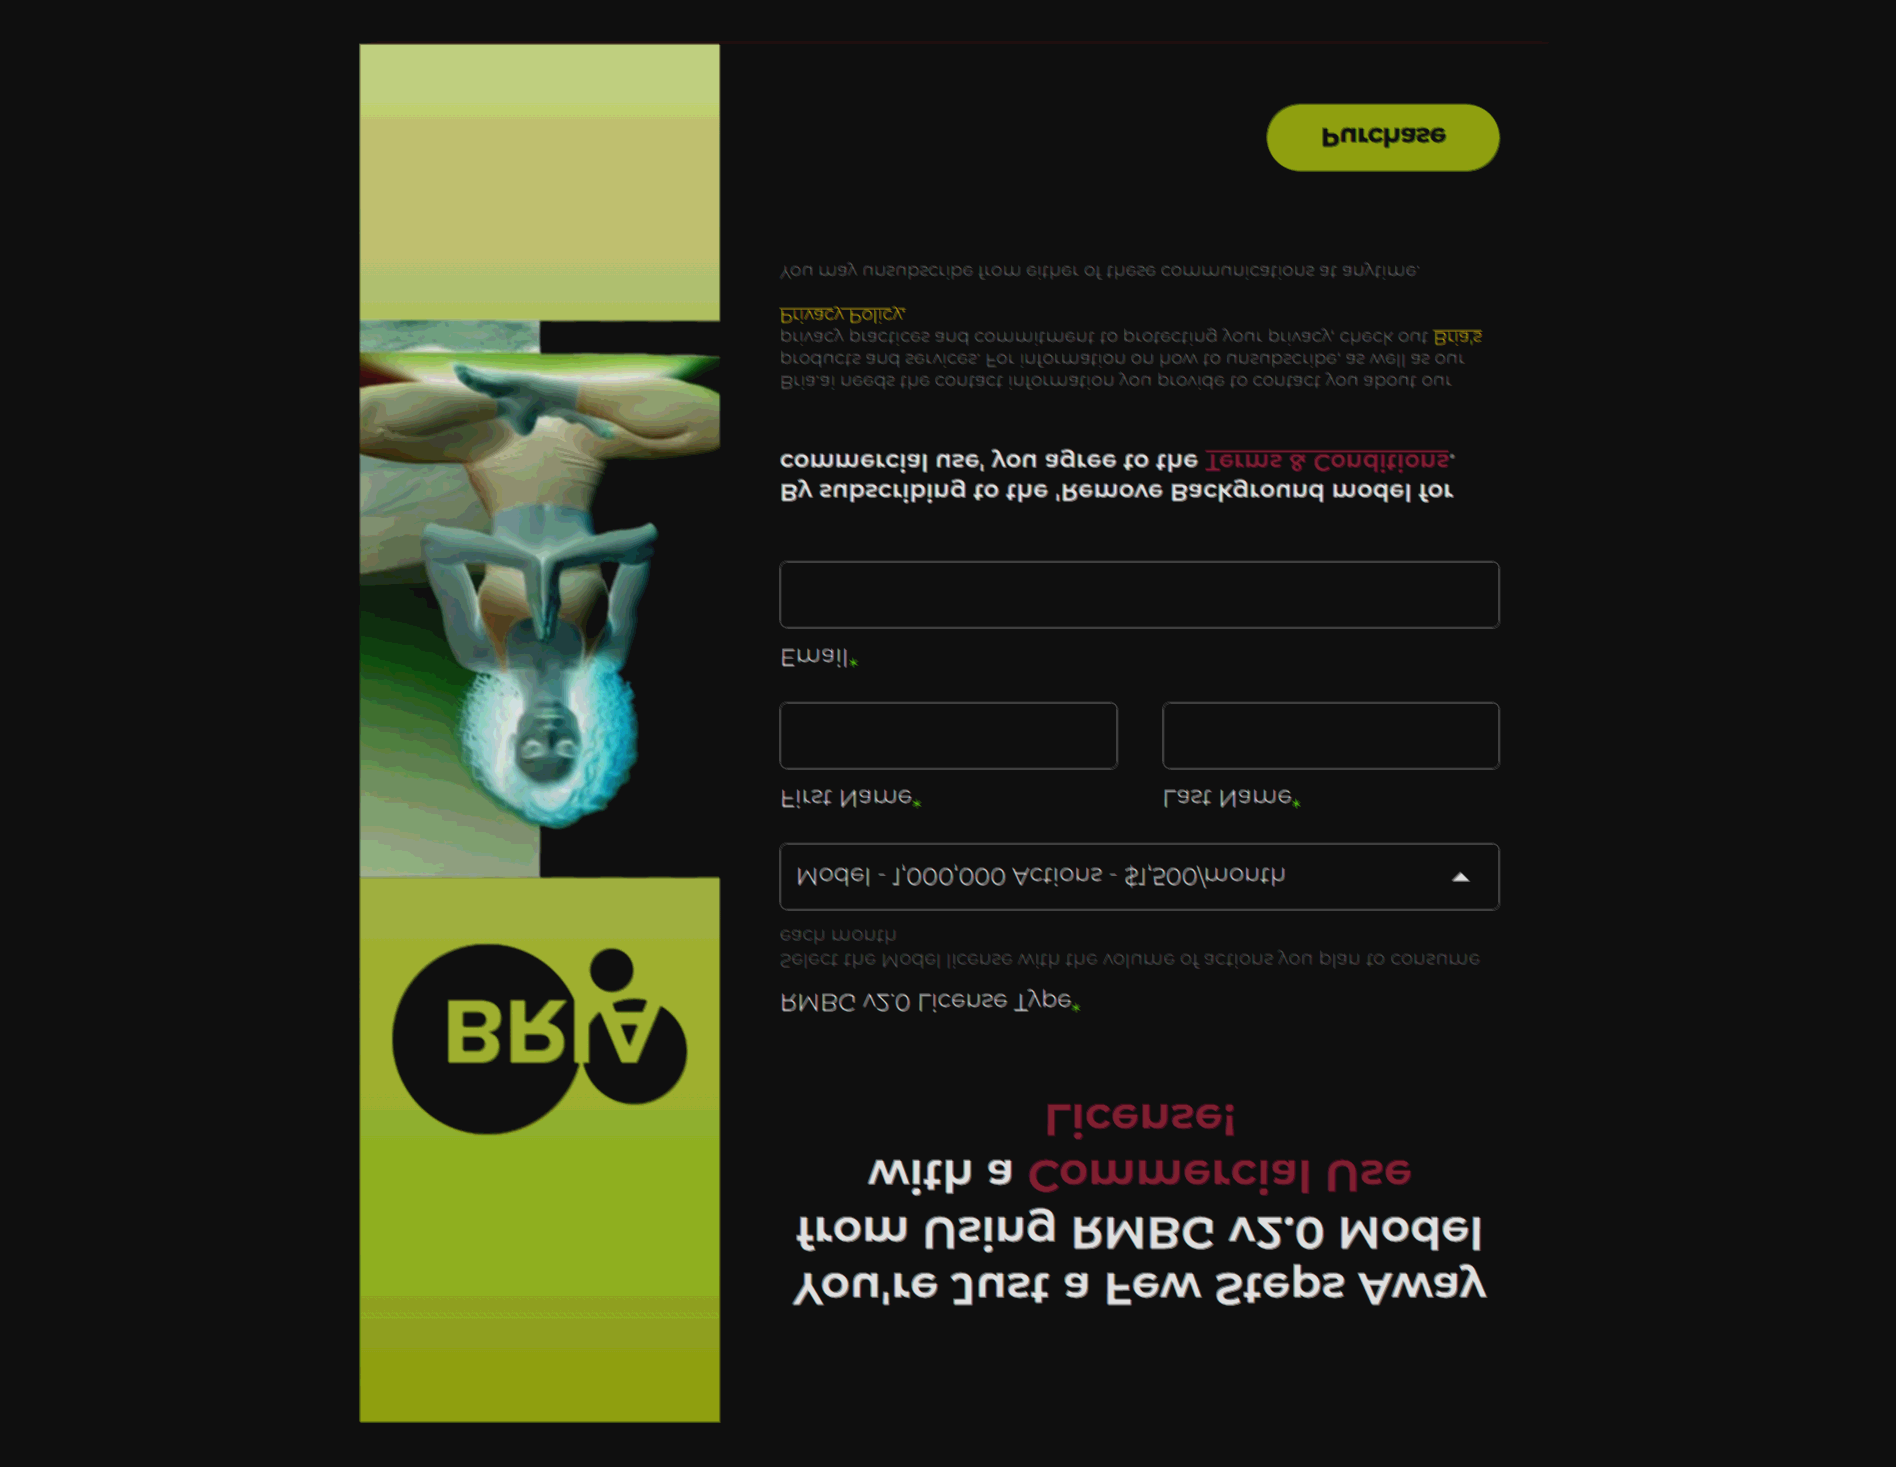 BRIA
You're Just a Few Steps Away
from Using RMBG v2.0 Model
with a Commercial Use
License!
RMBG v2.0 License Type*
Select the Model license with the volume of actions you plan to consume
each month
Model - 1,000,000 Actions - $1,500/month
First Name*
Last Name*
Email*
By subscribing to the 'Remove Background model for
commercial use' you agree to the Terms & Conditions.
Bria.ai needs the contact information you provide to contact you about our
products and services. For information on how to unsubscribe, as well as our
privacy practices and commitment to protecting your privacy, check out Bria's
Privacy Policy.
You may unsubscribe from either of these communications at anytime.
Purchase